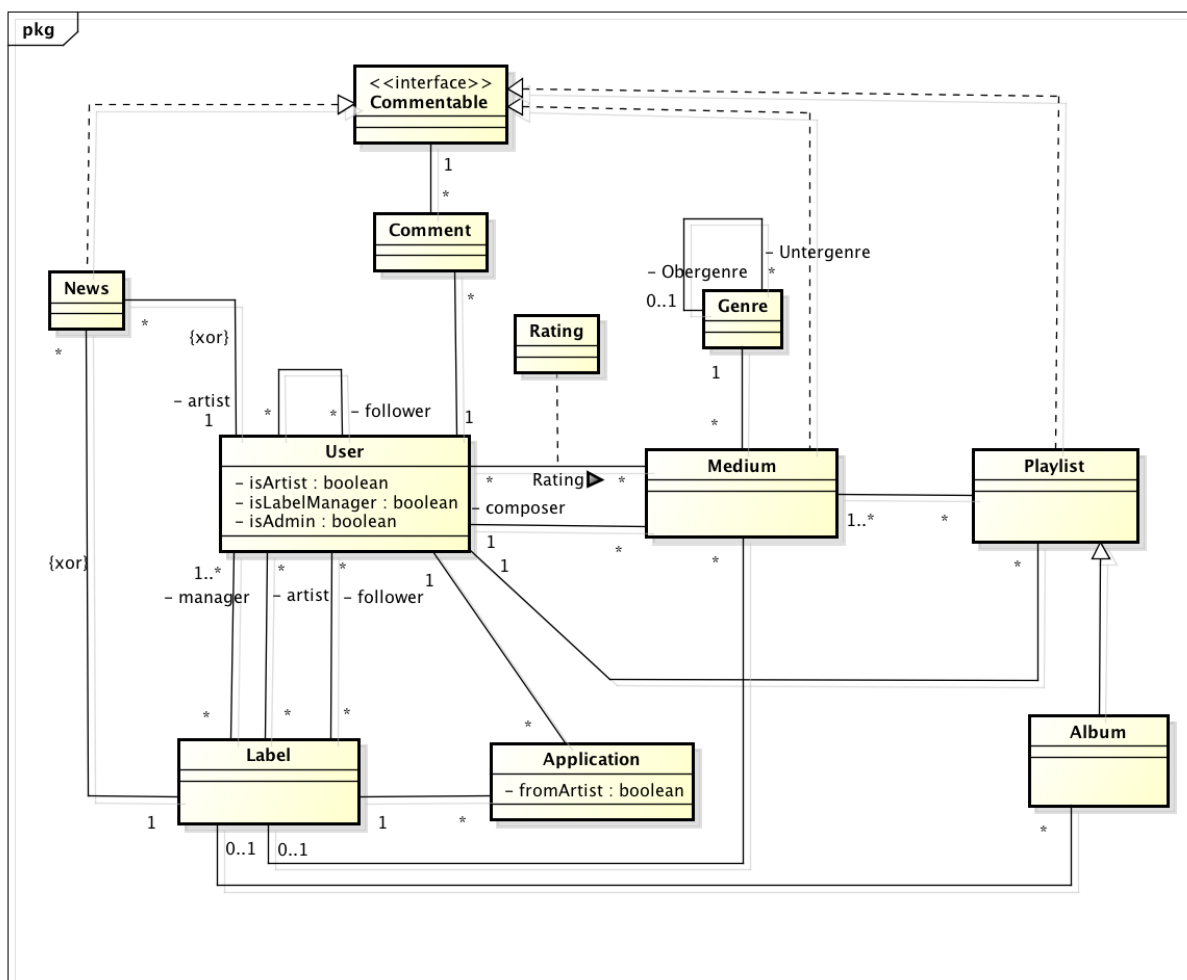 pkg
<<interface>>
Commentable
1
*
Comment
*
- Untergenre
- Obergenre
*
0..1
Genre
News
*
*
{xor}
Rating
1
*
- artist
1
*
*
- follower
1
User
- isArtist : boolean
- isLabelManager : boolean
- isAdmin : boolean
*
Rating
*
- composer
1
*
Medium
1..*
*
*
Playlist
*
{xor}
1..*
- manager
*
- artist
*
- follower
1
1
*
*
*
*
Label
Application
- fromArtist : boolean
Album
1
1
*
0..1
0..1
*